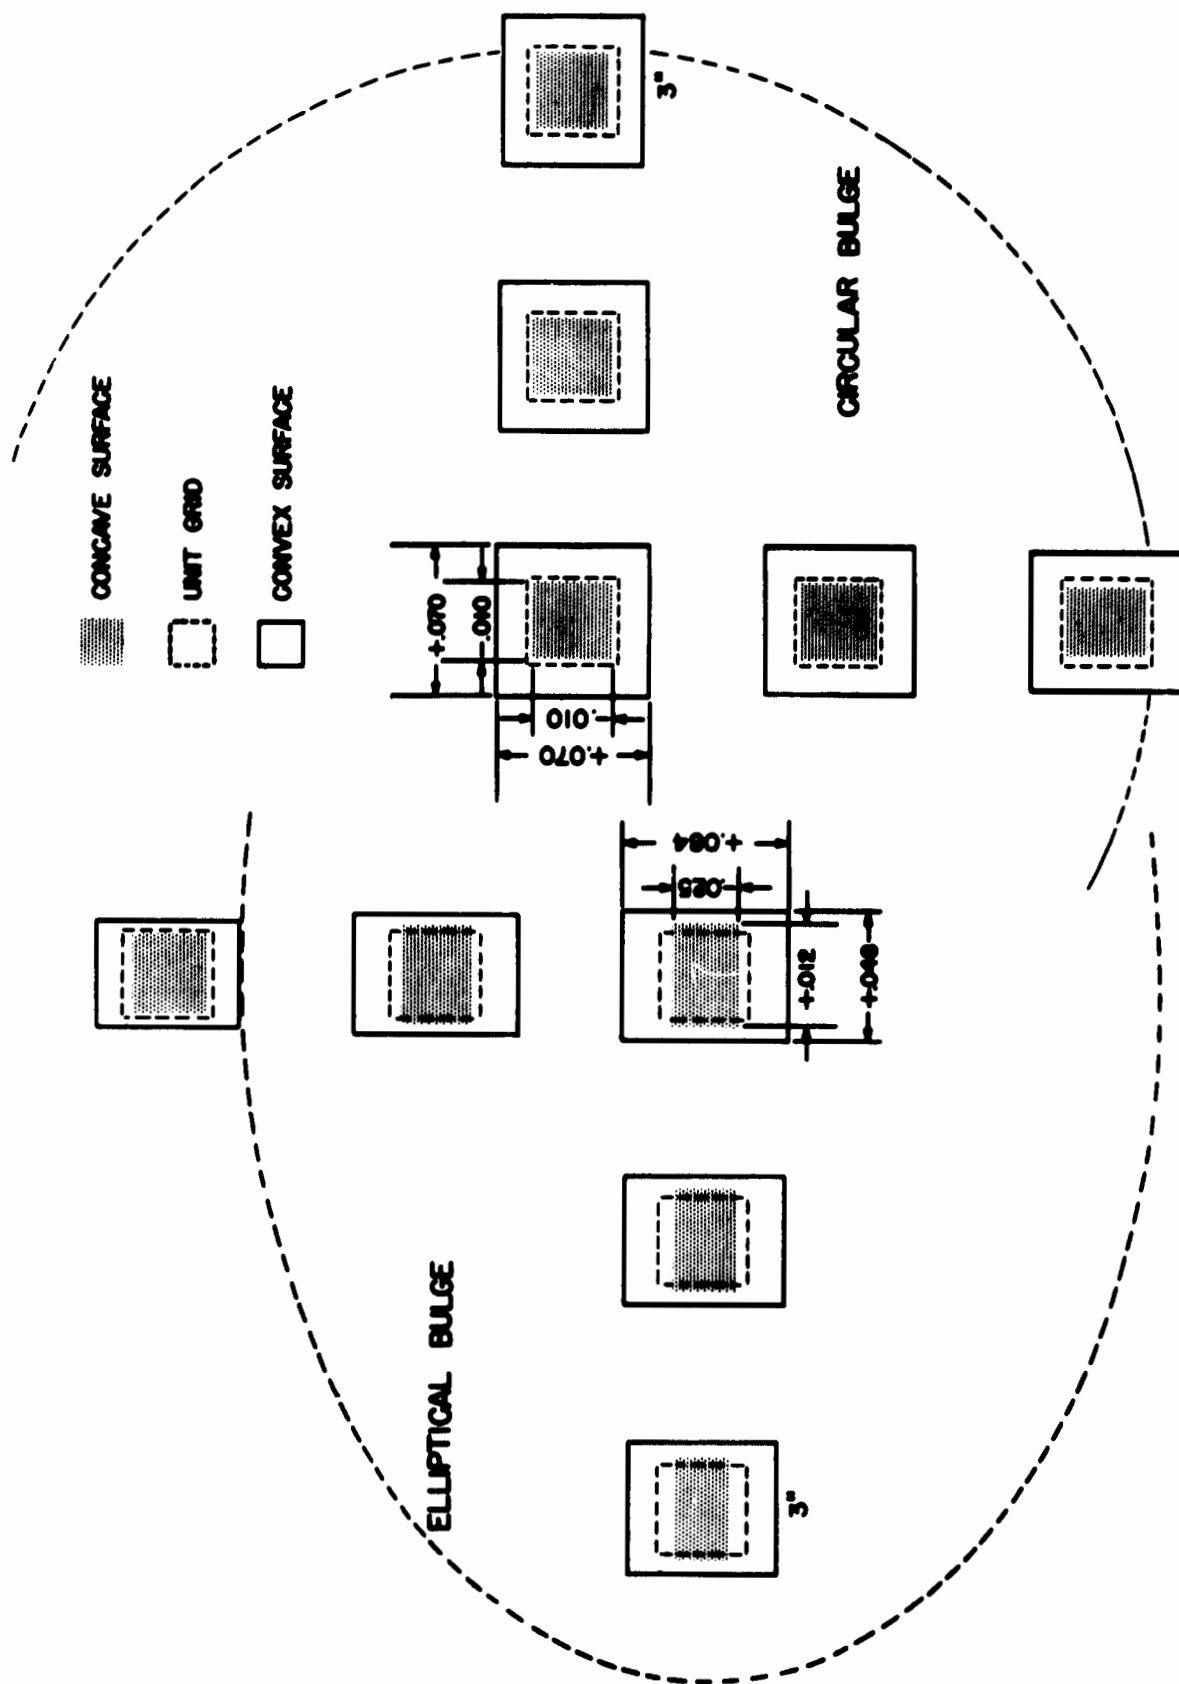 CONCAVE SURFACE
UNIT GRID
CONVEX SURFACE
+.070
.010
-.010
+.070
3"
CIRCULAR BULGE
ELLIPTICAL BULGE
+.084
-.025
+.012
+.048
3"